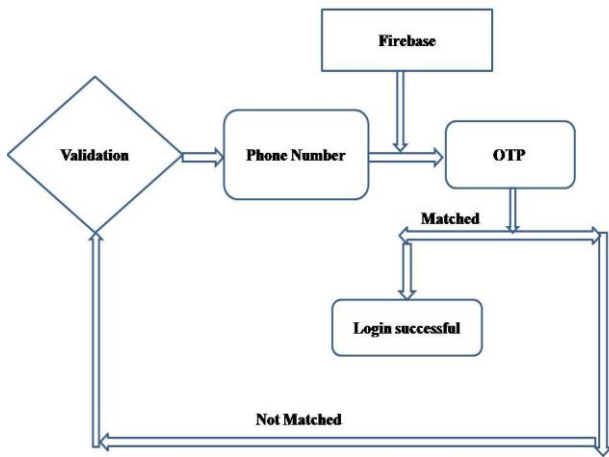 Firebase
Validation
Phone Number
OTP
Matched
Login successful
Not Matched